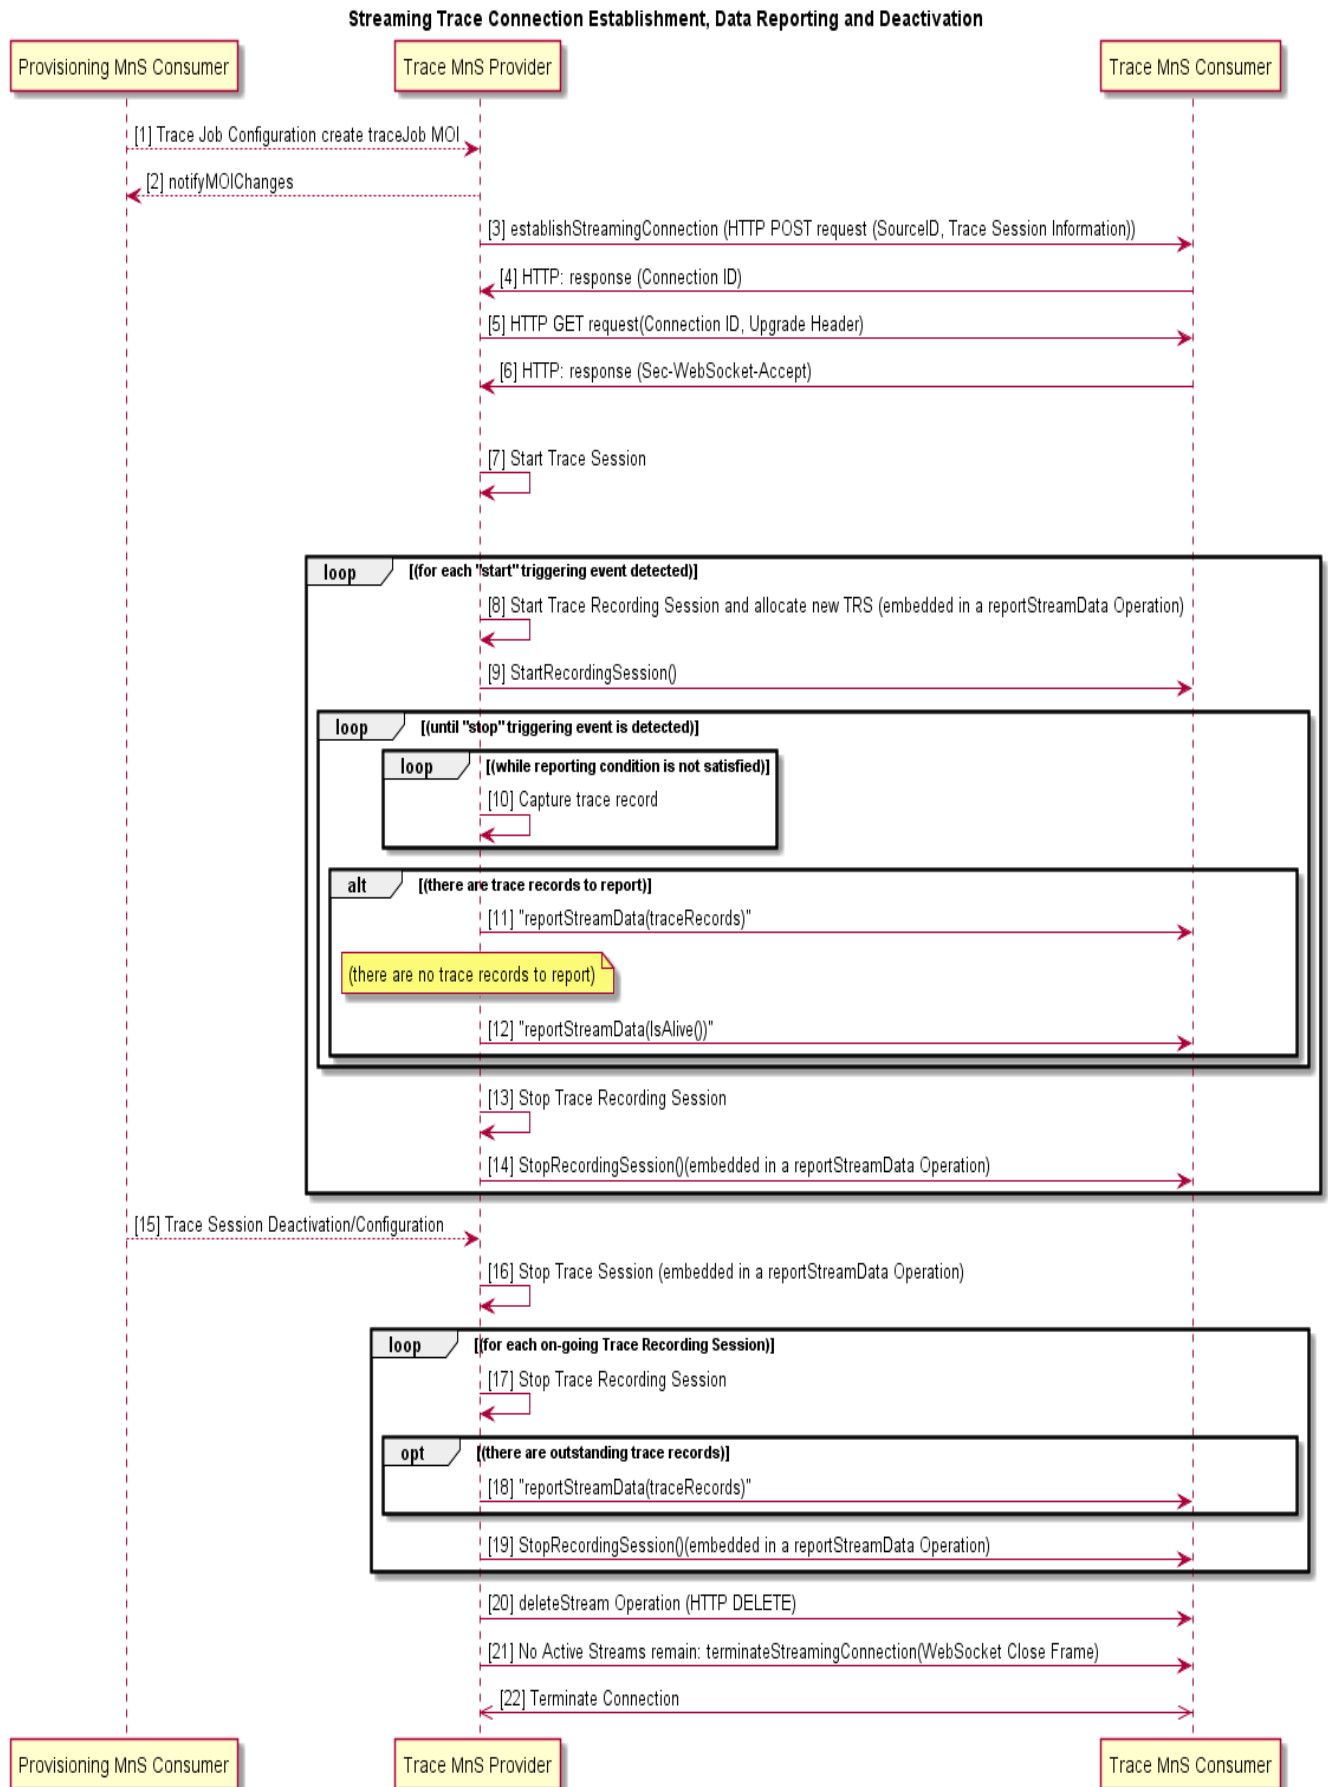 Streaming Trace Connection Establishment, Data Reporting and Deactivation
Provisioning MnS Consumer
Trace MnS Provider
Trace MnS Consumer
[1] Trace Job Configuration create traceJob MOI
[2] notifyMOIChanges
[3] establishStreamingConnection (HTTP POST request (SourceID, Trace Session Information))
[4] HTTP: response (Connection ID)
[5] HTTP GET request(Connection ID, Upgrade Header)
[6] HTTP: response (Sec-WebSocket-Accept)
[7] Start Trace Session
loop
[(for each "start" triggering event detected)]
[8] Start Trace Recording Session and allocate new TRS (embedded in a reportStreamData Operation)
[9] StartRecordingSession()
loop
[(until "stop" triggering event is detected)]
loop
[(while reporting condition is not satisfied)]
[10] Capture trace record
alt
[(there are trace records to report)]
[11] "reportStreamData(traceRecords)"
(there are no trace records to report)
[12] "reportStreamData(IsAlive())"
[13] Stop Trace Recording Session
[14] StopRecordingSession()(embedded in a reportStreamData Operation)
[15] Trace Session Deactivation/Configuration
[16] Stop Trace Session (embedded in a reportStreamData Operation)
loop
[(for each on-going Trace Recording Session)]
[17] Stop Trace Recording Session
opt
[(there are outstanding trace records)]
[18] "reportStreamData(traceRecords)"
[19] StopRecordingSession()(embedded in a reportStreamData Operation)
[20] deleteStream Operation (HTTP DELETE)
[21] No Active Streams remain: terminateStreamingConnection(WebSocket Close Frame)
[22] Terminate Connection
Provisioning MnS Consumer
Trace MnS Provider
Trace MnS Consumer